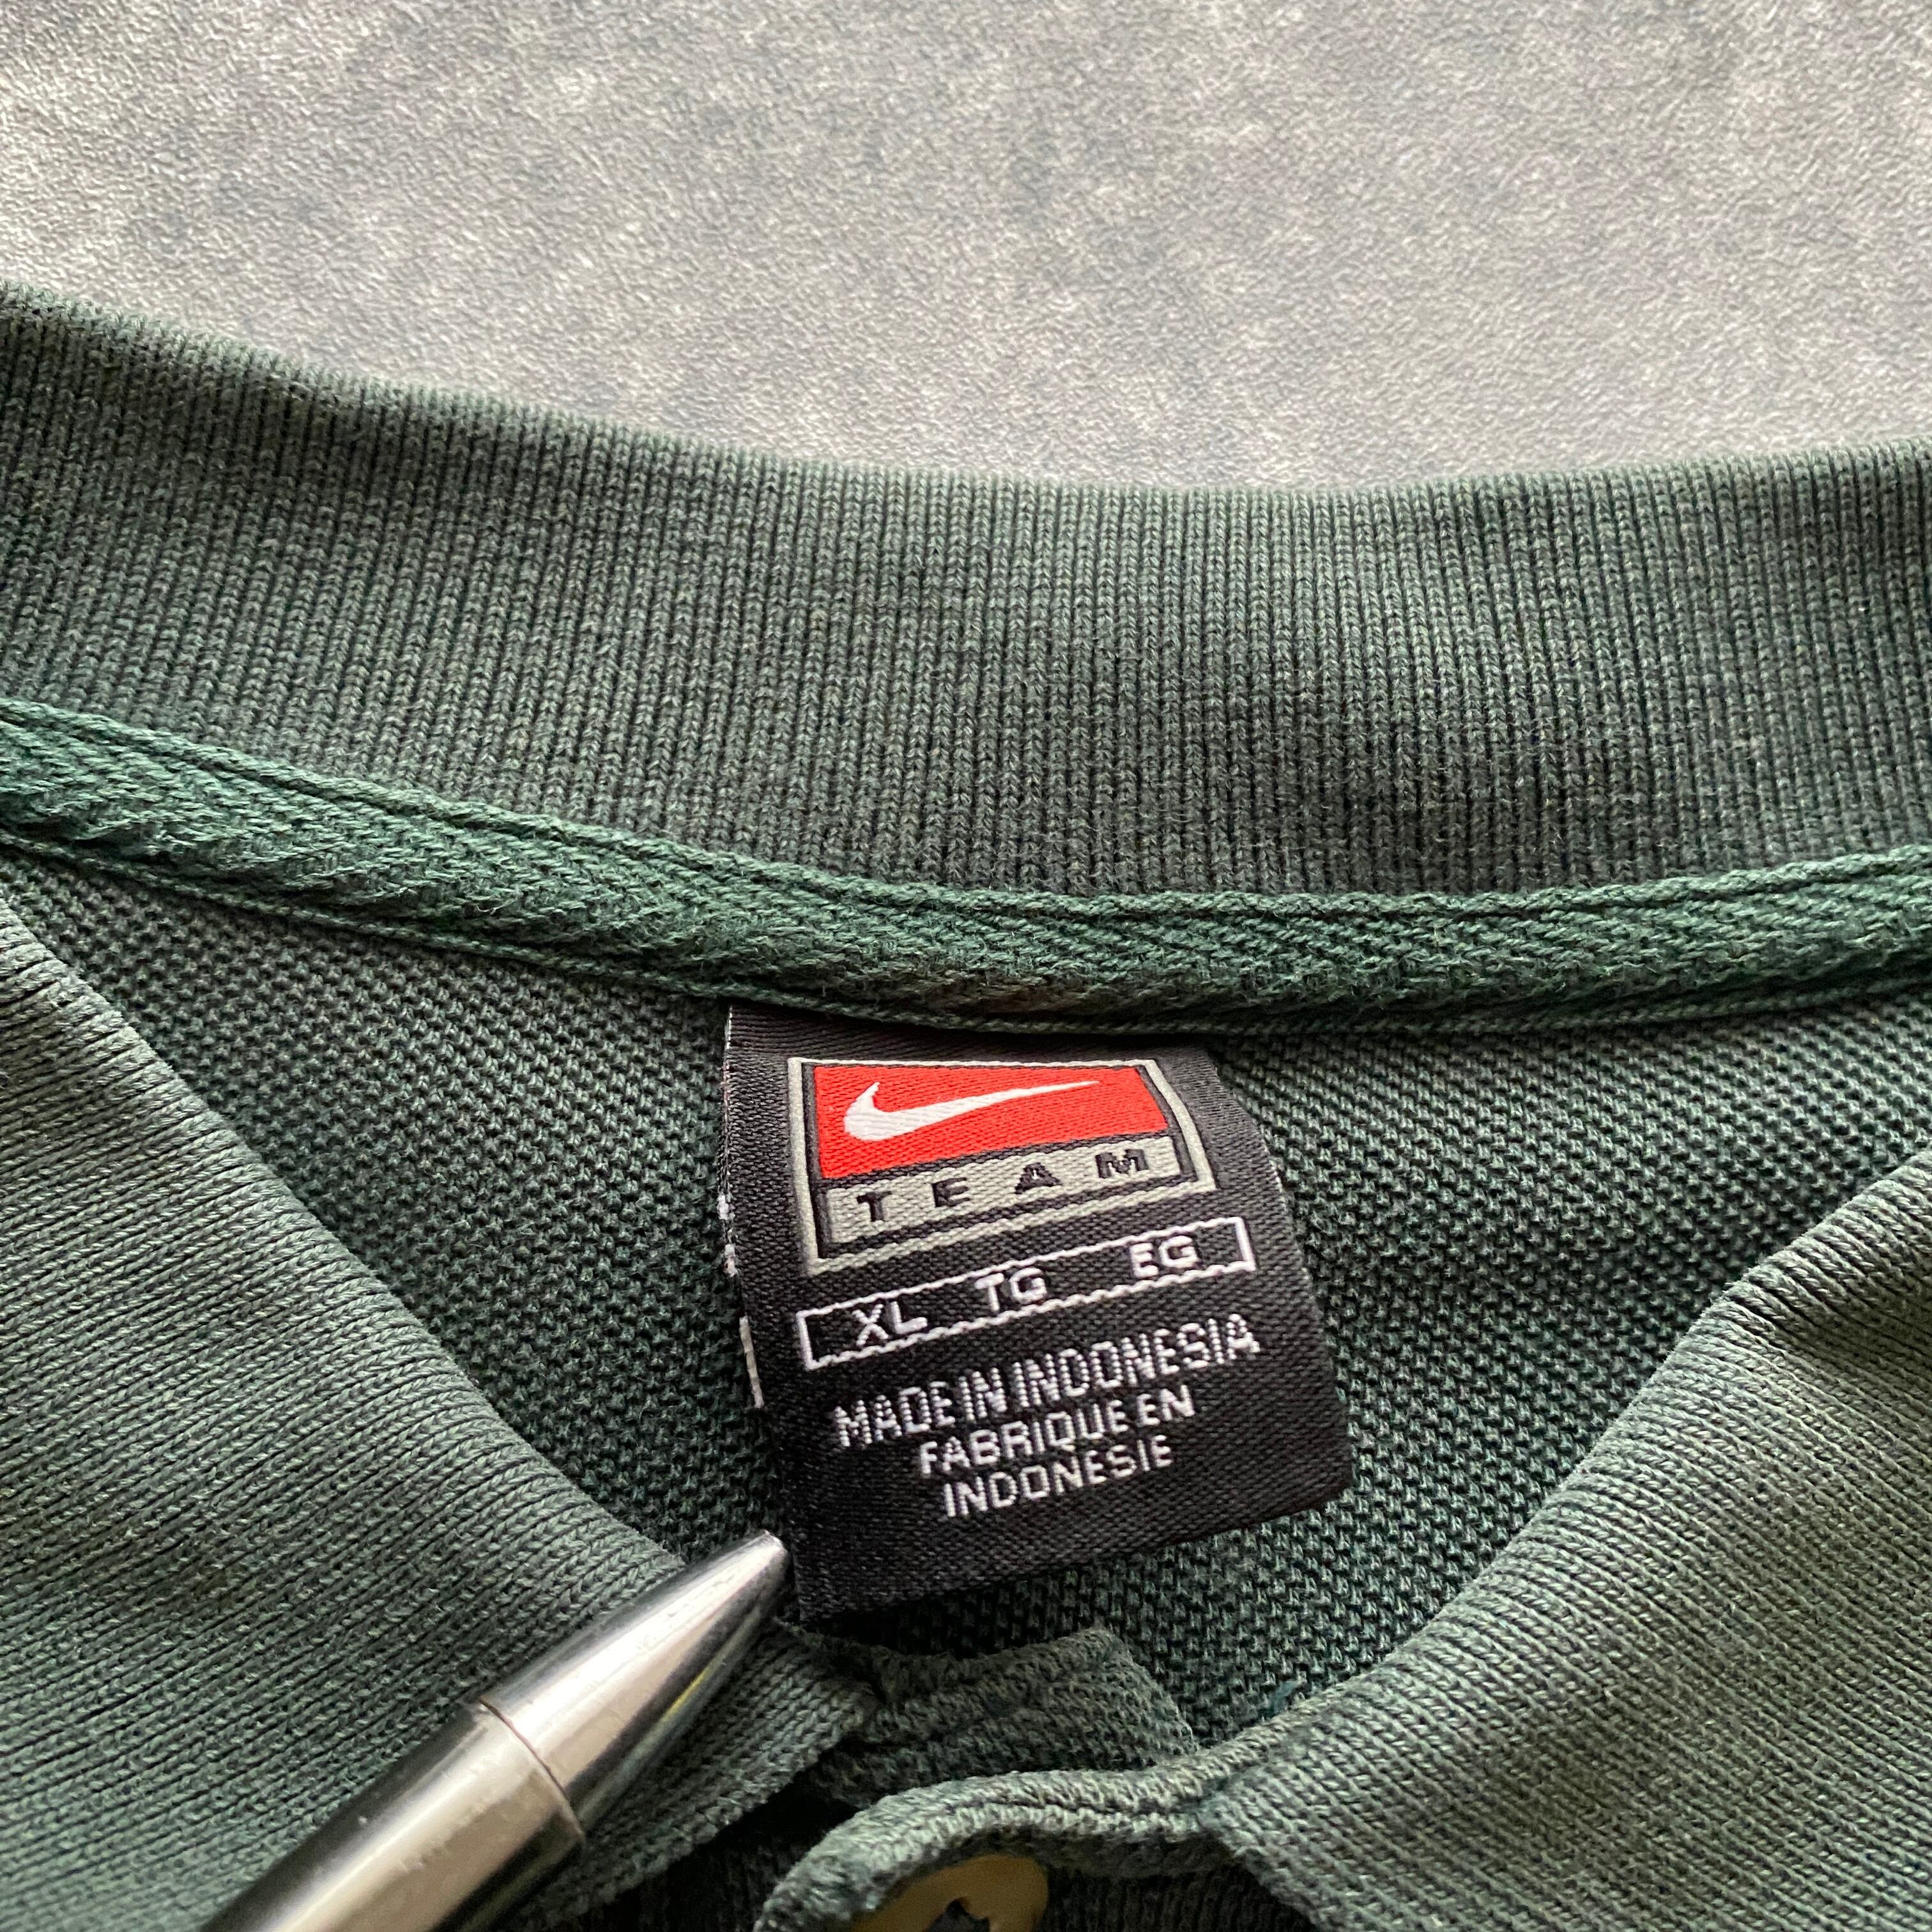 TEAM
XL TG EG
MADE IN INDONESIA
FABRIQUE EN
INDONESIE